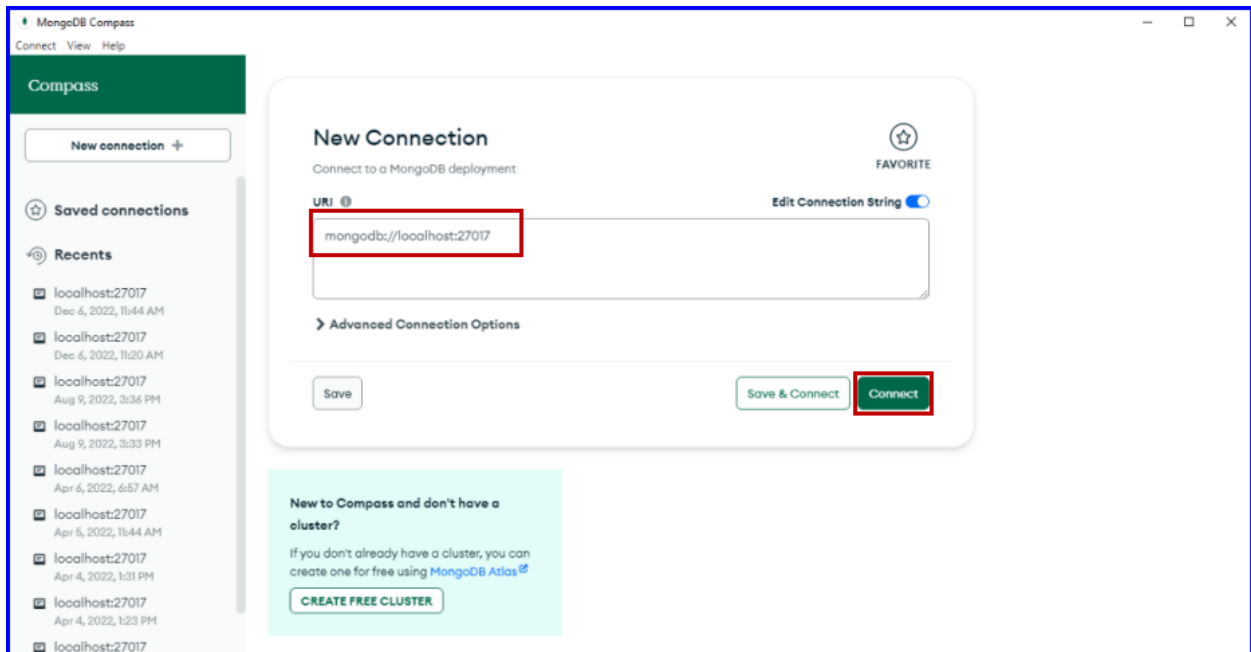 MongoDB Compass
Connect View Help
Compass
New connection +
Saved connections
Recents
localhost:27017
Dec 6, 2022, 11:44 AM
localhost:27017
Dec 6, 2022, 11:20 AM
localhost:27017
Aug 9, 2022, 3:36 PM
localhost:27017
Aug 9, 2022, 3:33 PM
localhost:27017
Apr 6, 2022, 6:57 AM
localhost:27017
Apr 5, 2022, 11:44 AM
localhost:27017
Apr 4, 2022, 1:31 PM
localhost:27017
Apr 4, 2022, 1:23 PM
localhost:27017
New Connection
Connect to a MongoDB deployment
FAVORITE
URI
Edit Connection String
mongodb://localhost:27017
Advanced Connection Options
Save
Save & Connect
Connect
New to Compass and don't have a
cluster?
If you don't already have a cluster, you can
create one for free using MongoDB Atlas
CREATE FREE CLUSTER